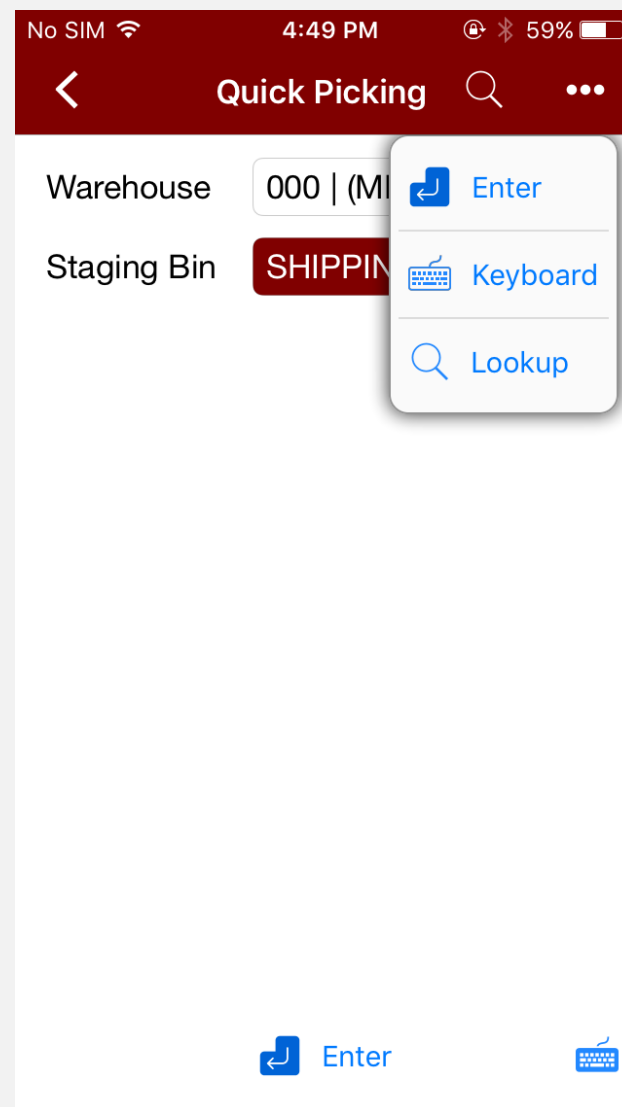 No SIM 4:49 PM 59%
Quick Picking
Warehouse 000 | (MI
Enter
Staging Bin SHIPPIN
Keyboard
Lookup
Enter